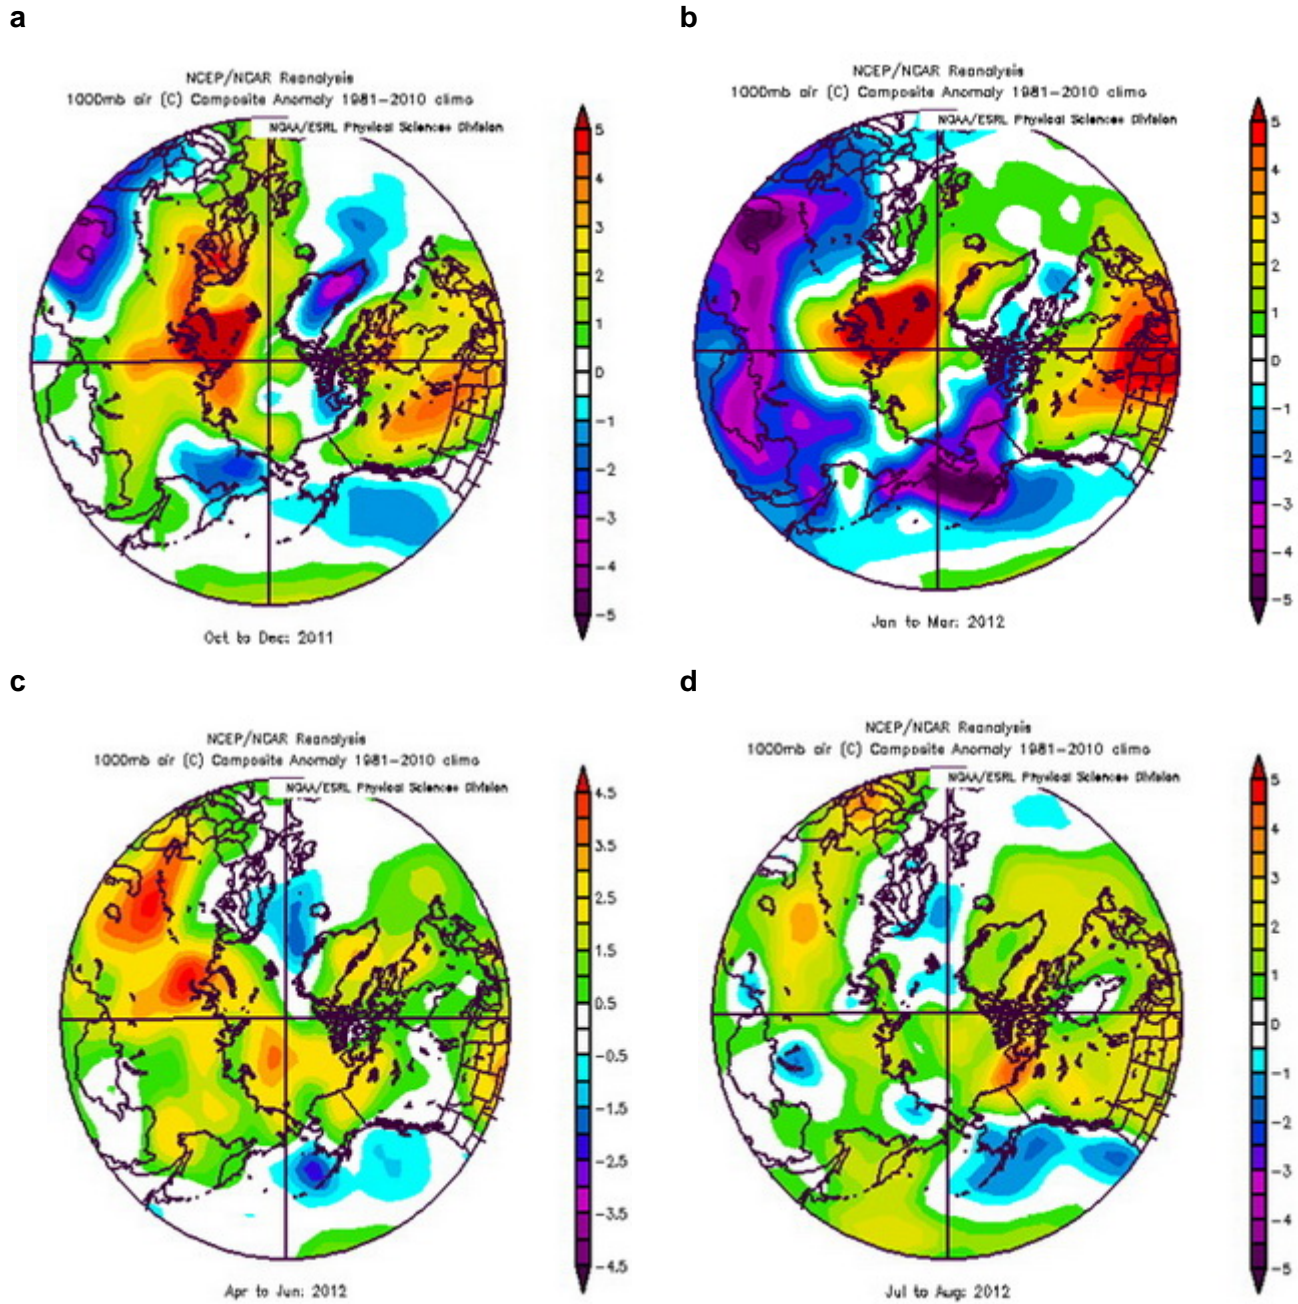 a
NCEP/NCAR Reanalysis
1000mb air (C) Composite Anomaly 1981-2010 climo
NOAA/ESRL Physical Sciences Division
5
4
3
2
1
0
-1
-2
-3
-4
-5
Oct to Dec: 2011
b
NCEP/NCAR Reanalysis
1000mb air (C) Composite Anomaly 1981-2010 climo
NOAA/ESRL Physical Sciences Division
5
4
3
2
1
0
-1
-2
-3
-4
-5
Jan to Mar: 2012
c
NCEP/NCAR Reanalysis
1000mb air (C) Composite Anomaly 1981-2010 climo
NOAA/ESRL Physical Sciences Division
4.5
3.5
2.5
1.5
0.5
-0.5
-1.5
-2.5
-3.5
-4.5
Apr to Jun: 2012
d
NCEP/NCAR Reanalysis
1000mb air (C) Composite Anomaly 1981-2010 climo
NOAA/ESRL Physical Sciences Division
5
4
3
2
1
0
-1
-2
-3
-4
-5
Jul to Aug: 2012